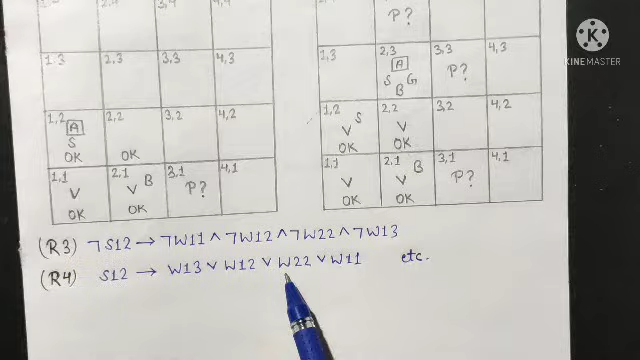 P?
1,3 2,3 3,3 4,3
1,3 2,3 3,3 4,3
A
S G P?
B
1,2 2,2 3,2 4,2
A
S
OK OK
1,2 S 2,2 3,2 4,2
V V
OK OK
1,1 2,1 B 3,1 4,1
V V P?
OK OK
1,1 2,1 B 3,1 4,1
V V P?
OK OK
(R3) ¬S12 → ¬W11 ∧ ¬W12 ∧ ¬W22 ∧ ¬W13
(R4) S12 → W13 ∨ W12 ∨ W22 ∨ W11 etc.
KINEMASTER